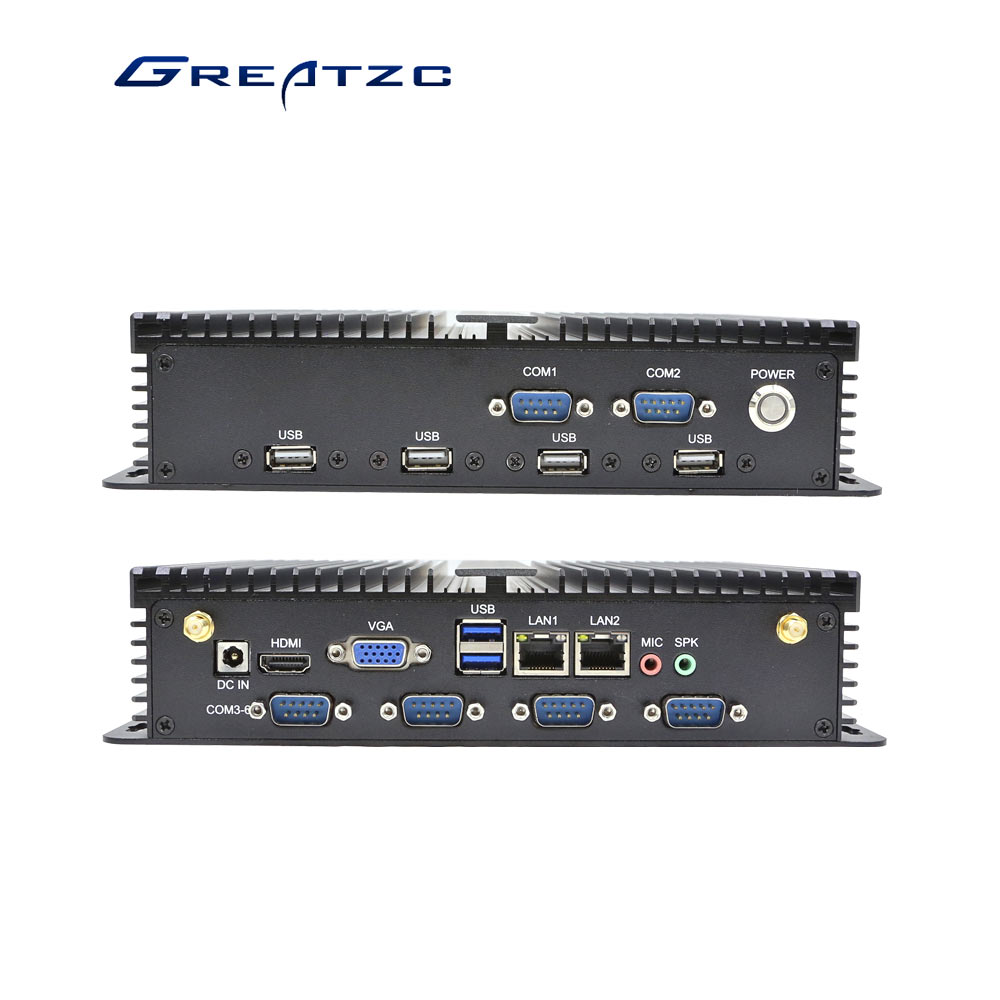 GREATZC
COM1 COM2 POWER
USB USB USB USB
USB
LAN1 LAN2
VGA
HDMI MIC SPK
DC IN
COM3-6